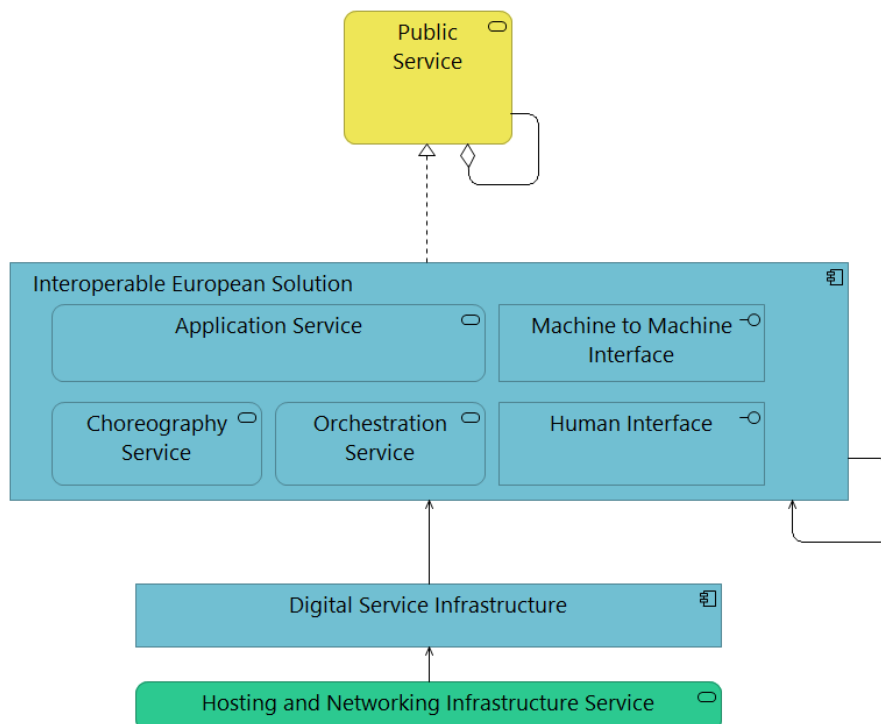 Public
Service
Interoperable European Solution
Application Service
Machine to Machine
Interface
Choreography
Service
Orchestration
Service
Human Interface
Digital Service Infrastructure
Hosting and Networking Infrastructure Service